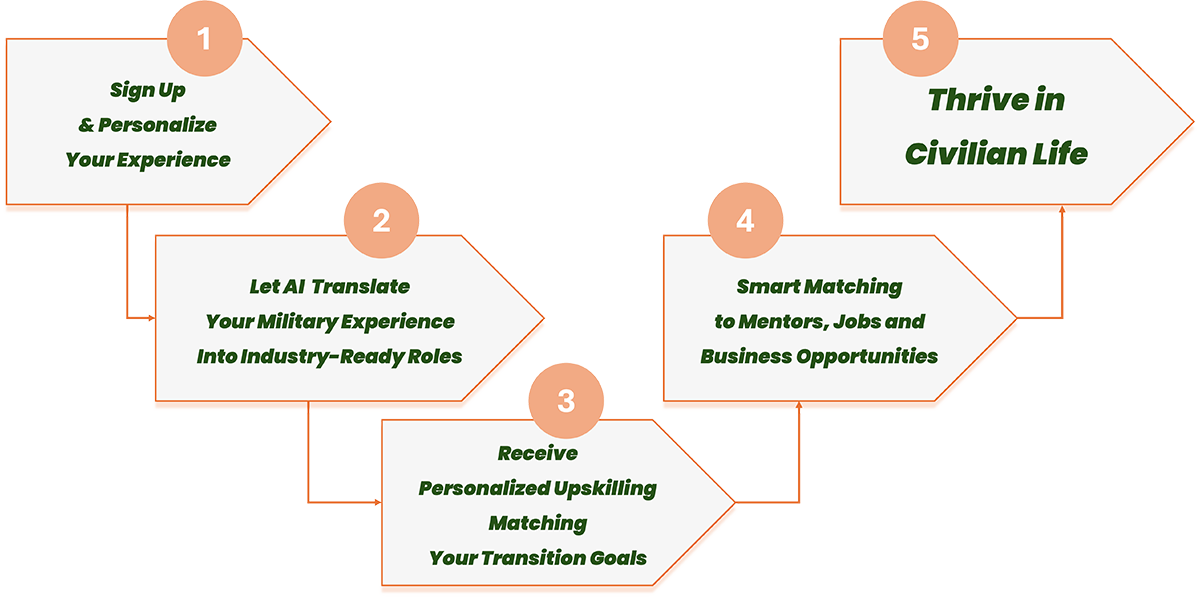 1
Sign Up
& Personalize
Your Experience
2
Let AI Translate
Your Military Experience
Into Industry-Ready Roles
3
Receive
Personalized Upskilling
Matching
Your Transition Goals
4
Smart Matching
to Mentors, Jobs and
Business Opportunities
5
Thrive in
Civilian Life